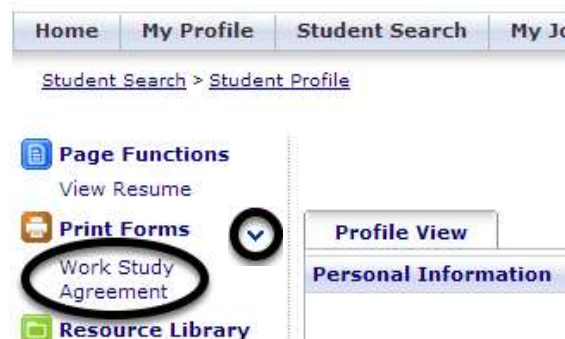 Home My Profile Student Search My
Student Search > Student Profile
Page Functions
View Resume
Print Forms
Profile View
Work Study
Agreement
Personal Information
Resource Library